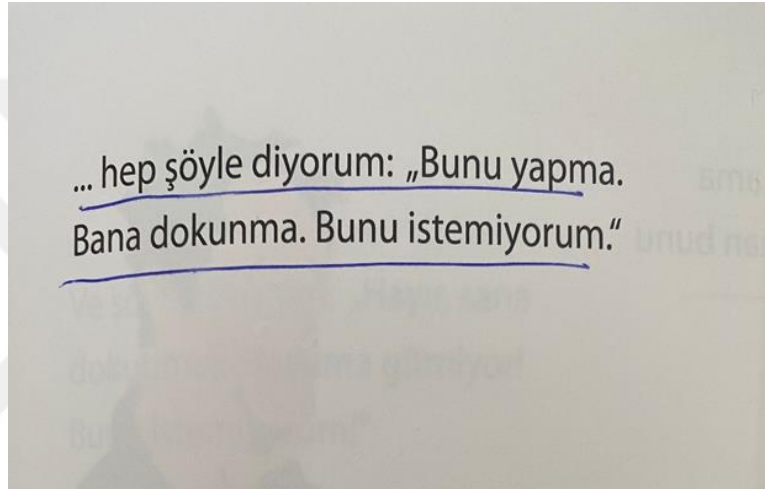 ... hep şöyle diyorum: „Bunu yapma.
Bana dokunma. Bunu istemiyorum.“